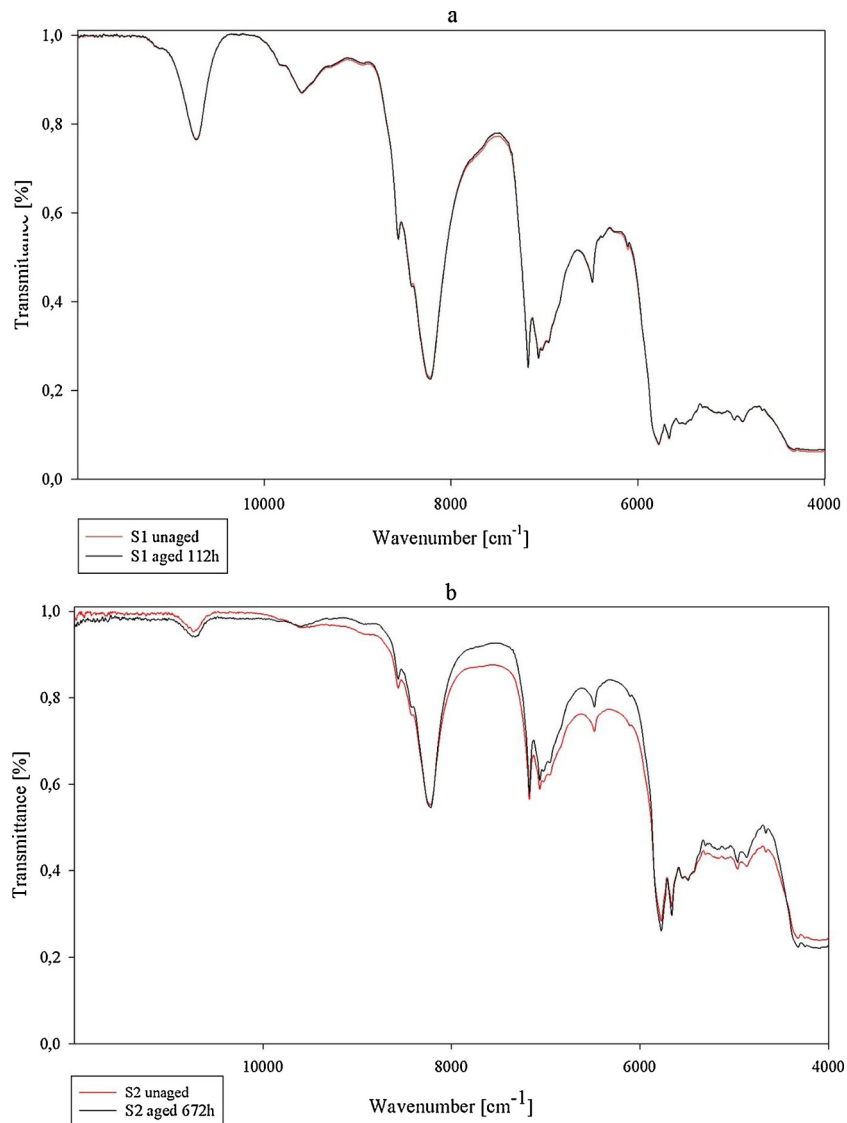 a
1,0
0,8
0,6
0,4
0,2
0,0
Transmittance [%]
10000 8000 6000 4000
Wavenumber [cm-1]
S1 unaged
S1 aged 112h
b
1,0
0,8
0,6
0,4
0,2
0,0
Transmittance [%]
10000 8000 6000 4000
Wavenumber [cm-1]
S2 unaged
S2 aged 672h